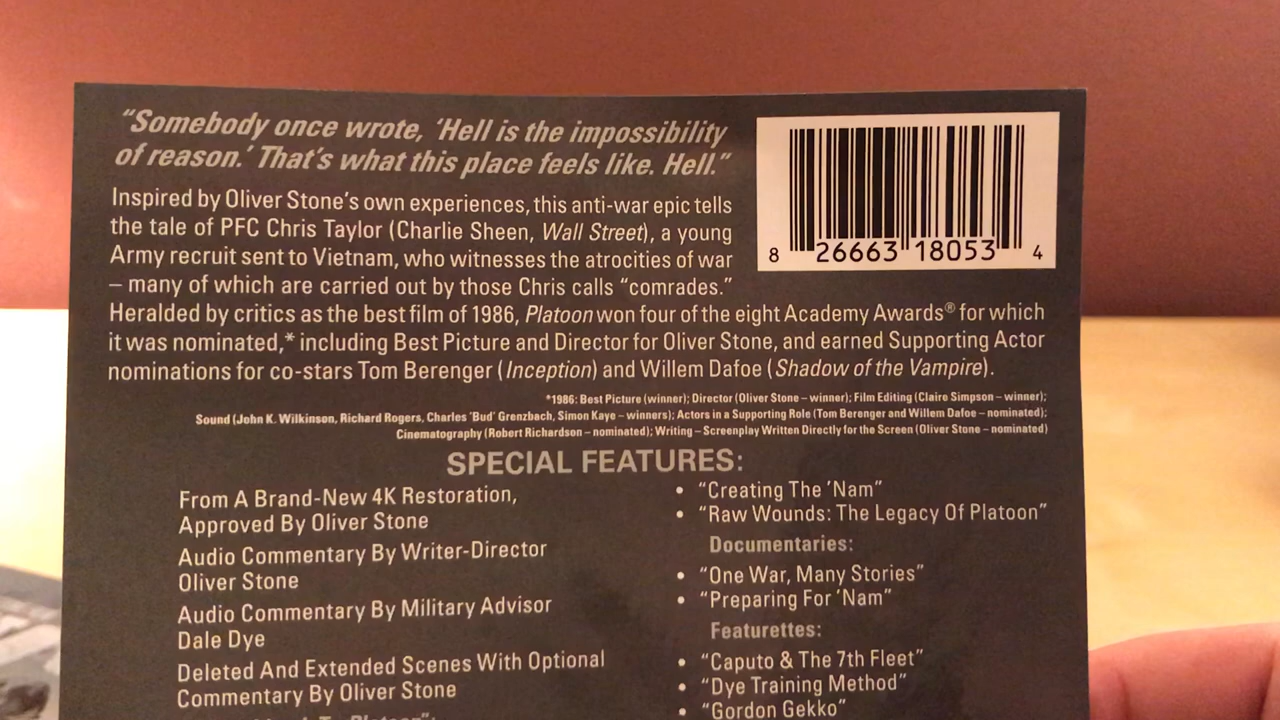 “Somebody once wrote, ‘Hell is the impossibility
of reason.’ That’s what this place feels like. Hell.”
Inspired by Oliver Stone’s own experiences, this anti-war epic tells
the tale of PFC Chris Taylor (Charlie Sheen, Wall Street), a young
Army recruit sent to Vietnam, who witnesses the atrocities of war
– many of which are carried out by those Chris calls “comrades.”
Heralded by critics as the best film of 1986, Platoon won four of the eight Academy Awards® for which
it was nominated,* including Best Picture and Director for Oliver Stone, and earned Supporting Actor
nominations for co-stars Tom Berenger (Inception) and Willem Dafoe (Shadow of the Vampire).
8 26663 18053 4
*1986: Best Picture (winner); Director (Oliver Stone – winner); Film Editing (Claire Simpson – winner);
Sound (John K. Wilkinson, Richard Rogers, Charles ‘Bud’ Grenzbach, Simon Kaye – winners); Actors in a Supporting Role (Tom Berenger and Willem Dafoe – nominated);
Cinematography (Robert Richardson – nominated); Writing – Screenplay Written Directly for the Screen (Oliver Stone – nominated)
SPECIAL FEATURES:
From A Brand-New 4K Restoration,
Approved By Oliver Stone
Audio Commentary By Writer-Director
Oliver Stone
Audio Commentary By Military Advisor
Dale Dye
Deleted And Extended Scenes With Optional
Commentary By Oliver Stone
To Platoon”:
• “Creating The ’Nam”
• “Raw Wounds: The Legacy Of Platoon”
Documentaries:
• “One War, Many Stories”
• “Preparing For ’Nam”
Featurettes:
• “Caputo & The 7th Fleet”
• “Dye Training Method”
• “Gordon Gekko”